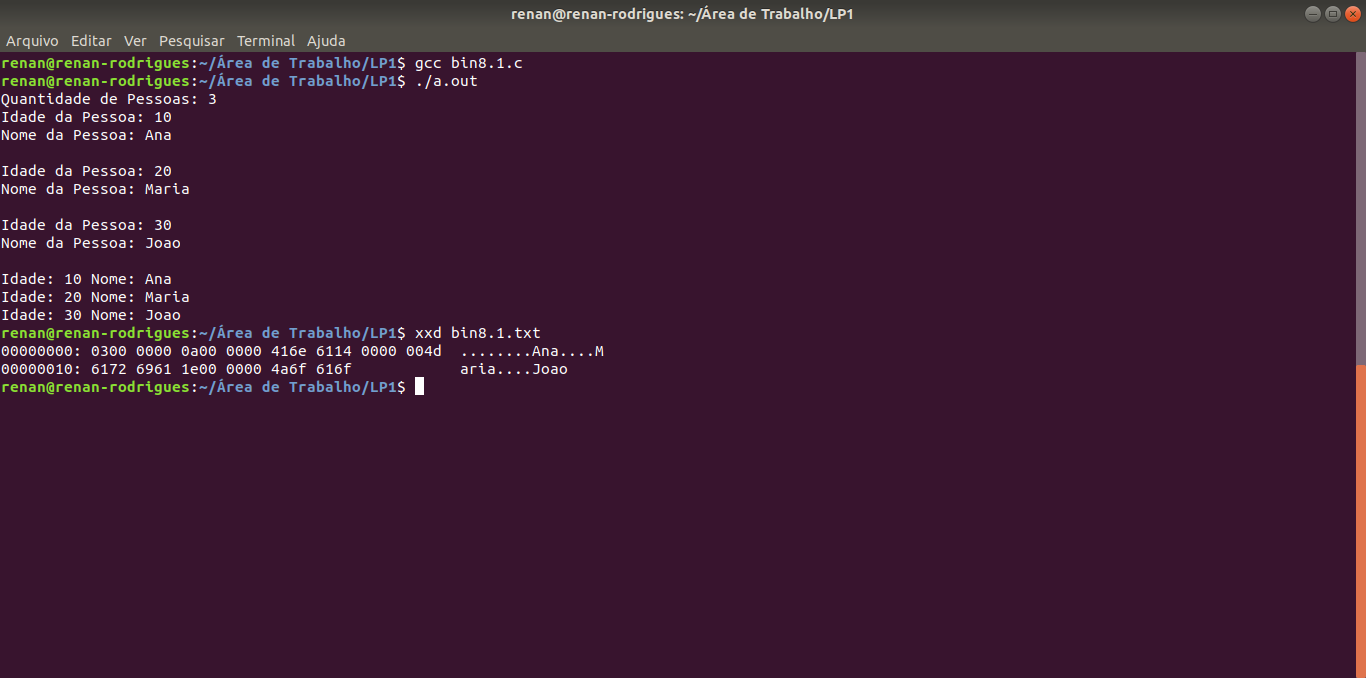 renan@renan-rodrigues: ~/Área de Trabalho/LP1
Arquivo Editar Ver Pesquisar Terminal Ajuda
renan@renan-rodrigues:~/Área de Trabalho/LP1$ gcc bin8.1.c
renan@renan-rodrigues:~/Área de Trabalho/LP1$ ./a.out
Quantidade de Pessoas: 3
Idade da Pessoa: 10
Nome da Pessoa: Ana
Idade da Pessoa: 20
Nome da Pessoa: Maria
Idade da Pessoa: 30
Nome da Pessoa: Joao
Idade: 10 Nome: Ana
Idade: 20 Nome: Maria
Idade: 30 Nome: Joao
renan@renan-rodrigues:~/Área de Trabalho/LP1$ xxd bin8.1.txt
00000000: 0300 0000 0a00 0000 416e 6114 0000 004d  ........Ana....M
00000010: 6172 6961 1e00 0000 4a6f 616f            aria....Joao
renan@renan-rodrigues:~/Área de Trabalho/LP1$